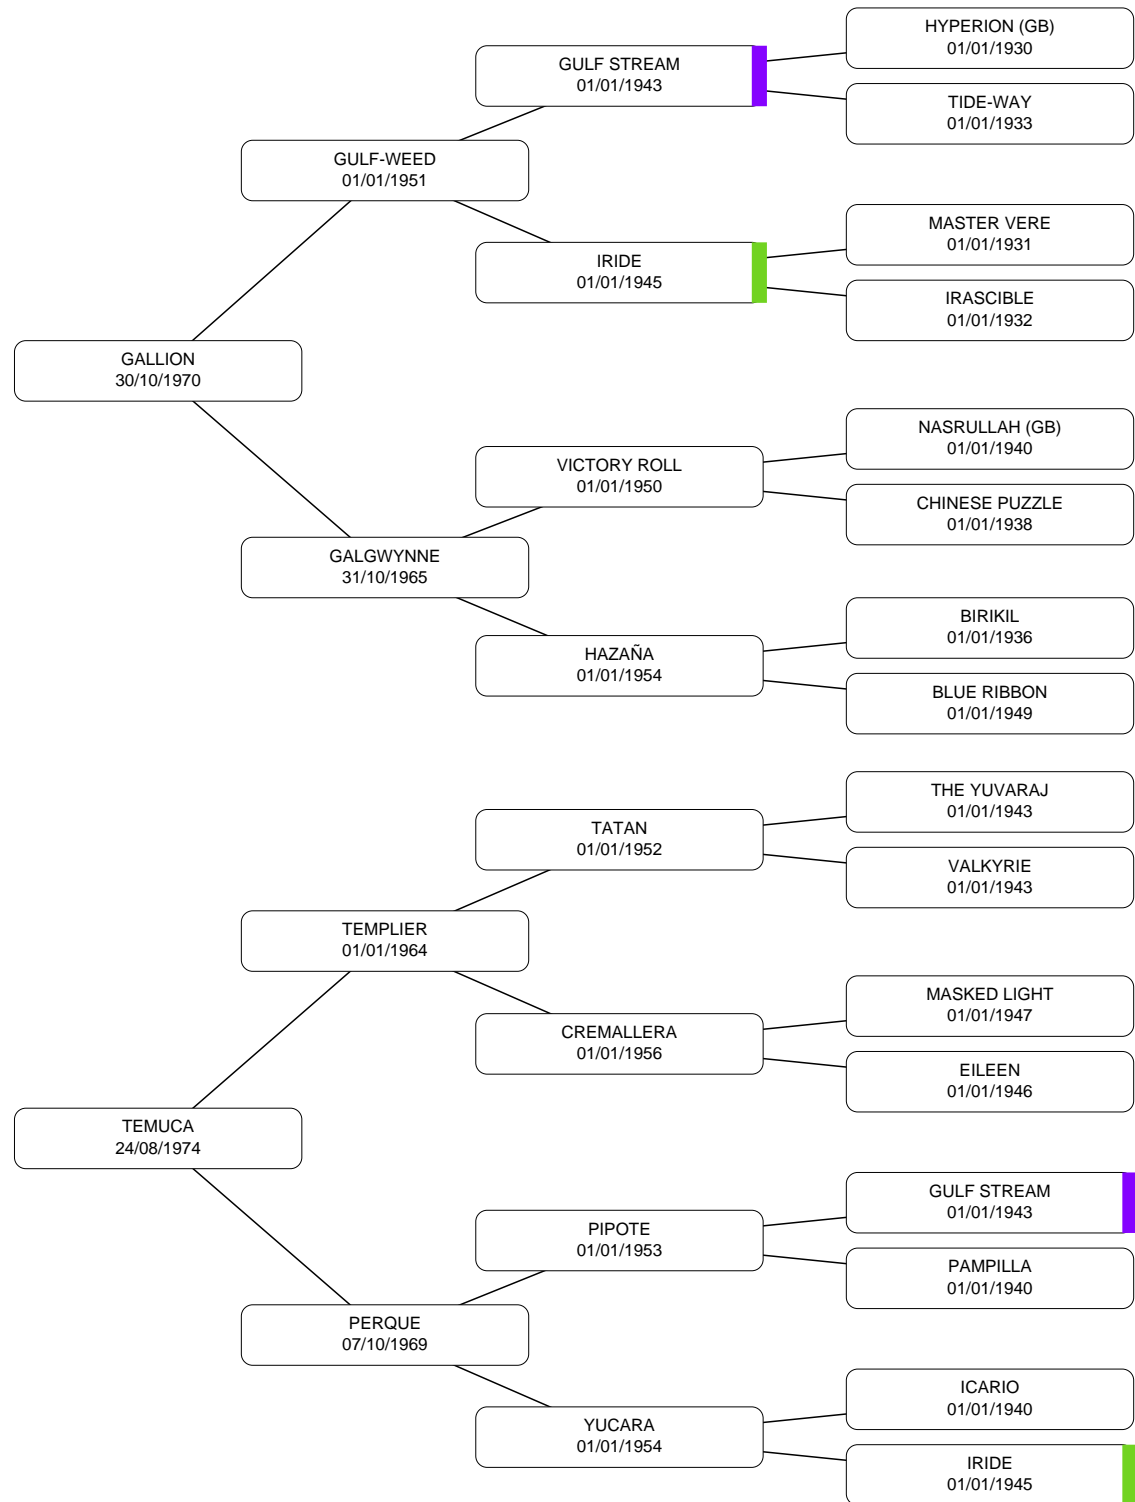 HYPERION (GB)
01/01/1930
GULF STREAM
01/01/1943
TIDE-WAY
01/01/1933
GULF-WEED
01/01/1951
MASTER VERE
01/01/1931
IRIDE
01/01/1945
IRASCIBLE
01/01/1932
GALLION
30/10/1970
NASRULLAH (GB)
01/01/1940
VICTORY ROLL
01/01/1950
CHINESE PUZZLE
01/01/1938
GALGWYNNE
31/10/1965
BIRIKIL
01/01/1936
HAZAÑA
01/01/1954
BLUE RIBBON
01/01/1949
THE YUVARAJ
01/01/1943
TATAN
01/01/1952
VALKYRIE
01/01/1943
TEMPLIER
01/01/1964
MASKED LIGHT
01/01/1947
CREMALLERA
01/01/1956
EILEEN
01/01/1946
TEMUCA
24/08/1974
GULF STREAM
01/01/1943
PIPOTE
01/01/1953
PAMPILLA
01/01/1940
PERQUE
07/10/1969
ICARIO
01/01/1940
YUCARA
01/01/1954
IRIDE
01/01/1945